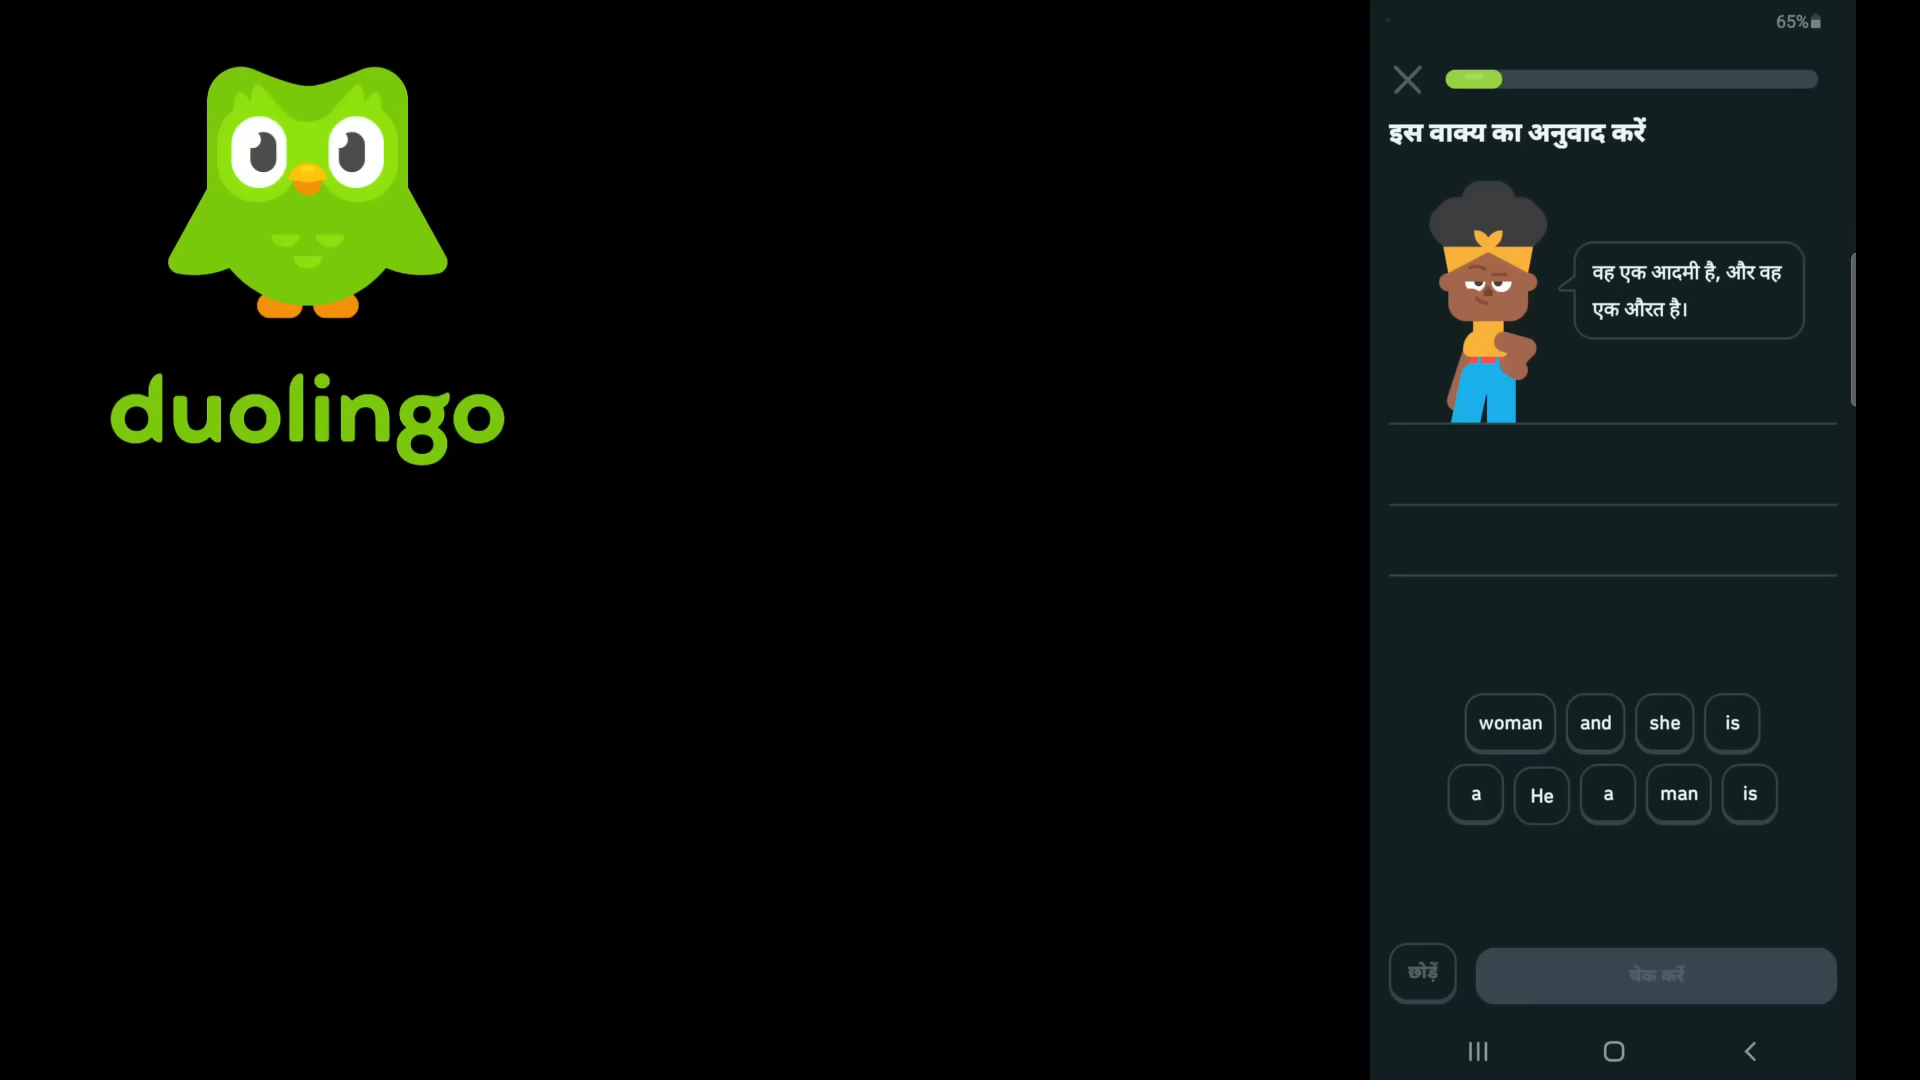 duolingo
65%
इस वाक्य का अनुवाद करें
वह एक आदमी है, और वह
एक औरत है।
woman and she is
a He a man is
छोड़ें चेक करें